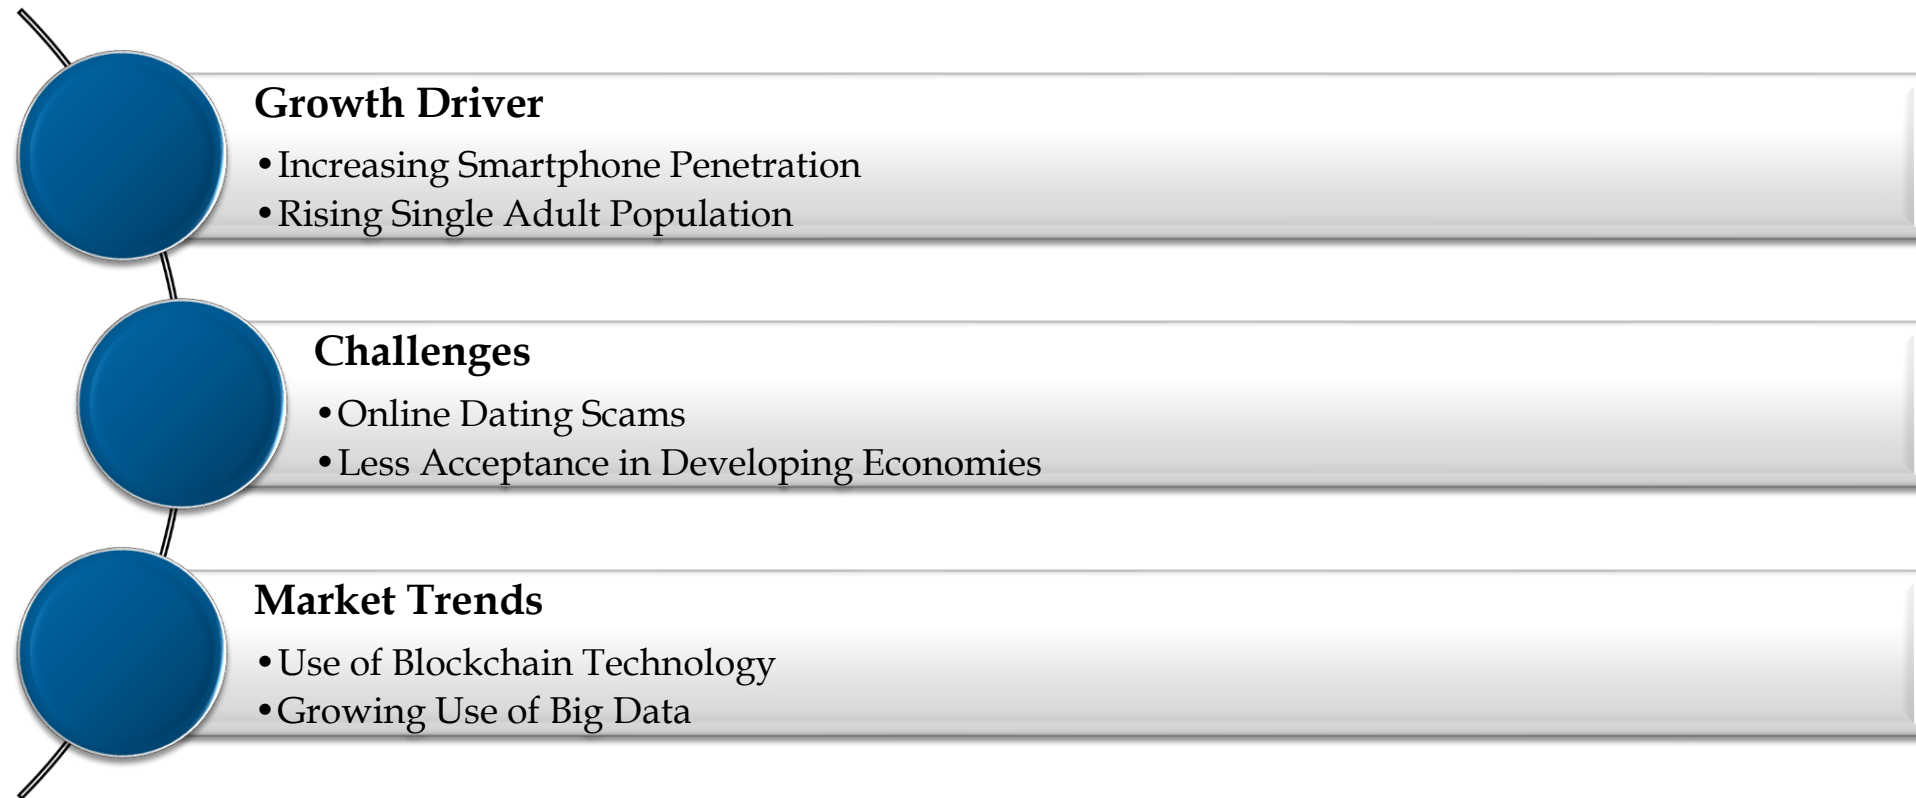 Growth Driver
•Increasing Smartphone Penetration
•Rising Single Adult Population
Challenges
•Online Dating Scams
•Less Acceptance in Developing Economies
Market Trends
•Use of Blockchain Technology
•Growing Use of Big Data